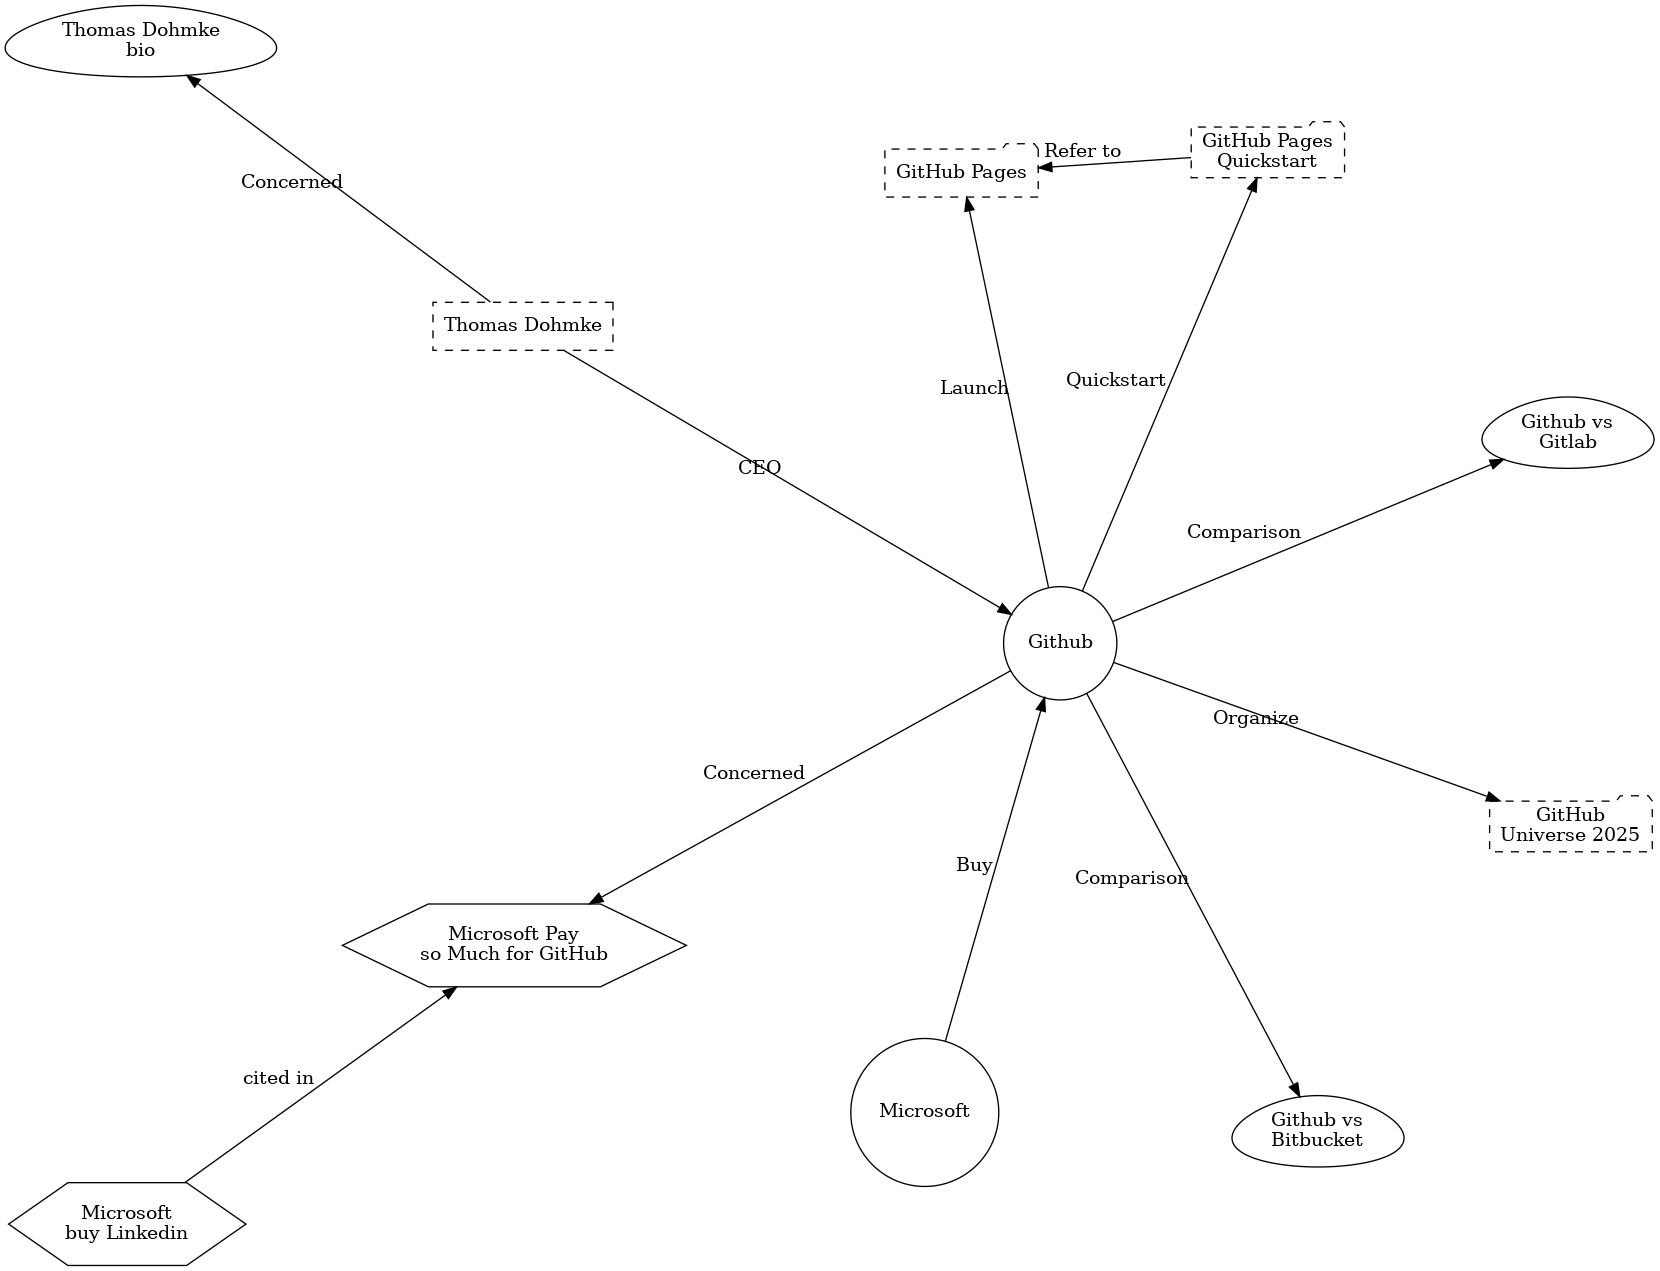 Thomas Dohmke
bio
Concerned
GitHub Pages
Refer to
GitHub Pages
Quickstart
Thomas Dohmke
Launch
Quickstart
Github vs
Gitlab
CEO
Comparison
Github
Organize
Concerned
GitHub
Universe 2025
Buy
Comparison
Microsoft Pay
so Much for GitHub
cited in
Microsoft
Github vs
Bitbucket
Microsoft
buy Linkedin